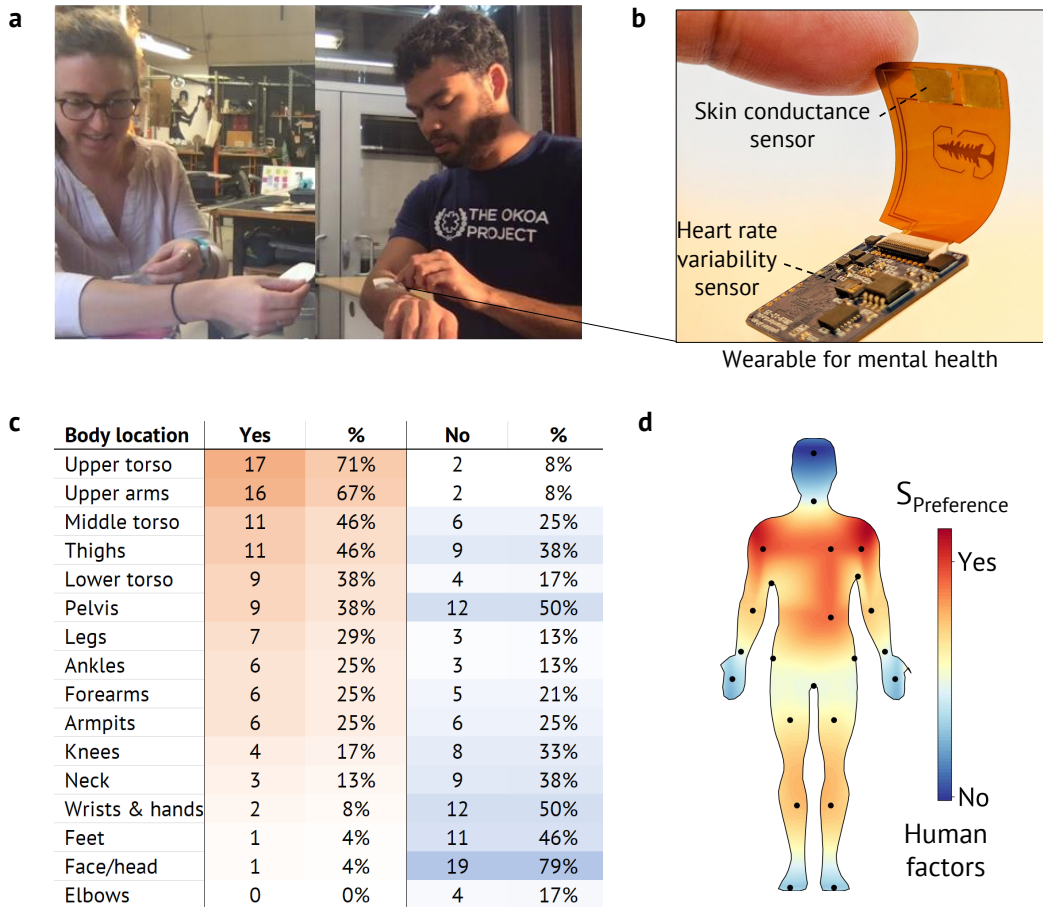 a
THE OKOA
PROJECT
b
Skin conductance
sensor
Heart rate
variability
sensor
Wearable for mental health
c
Body location Yes % No %
Upper torso 17 71% 2 8%
Upper arms 16 67% 2 8%
Middle torso 11 46% 6 25%
Thighs 11 46% 9 38%
Lower torso 9 38% 4 17%
Pelvis 9 38% 12 50%
Legs 7 29% 3 13%
Ankles 6 25% 3 13%
Forearms 6 25% 5 21%
Armpits 6 25% 6 25%
Knees 4 17% 8 33%
Neck 3 13% 9 38%
Wrists & hands 2 8% 12 50%
Feet 1 4% 11 46%
Face/head 1 4% 19 79%
Elbows 0 0% 4 17%
d
SPreference
Yes
No
Human
factors